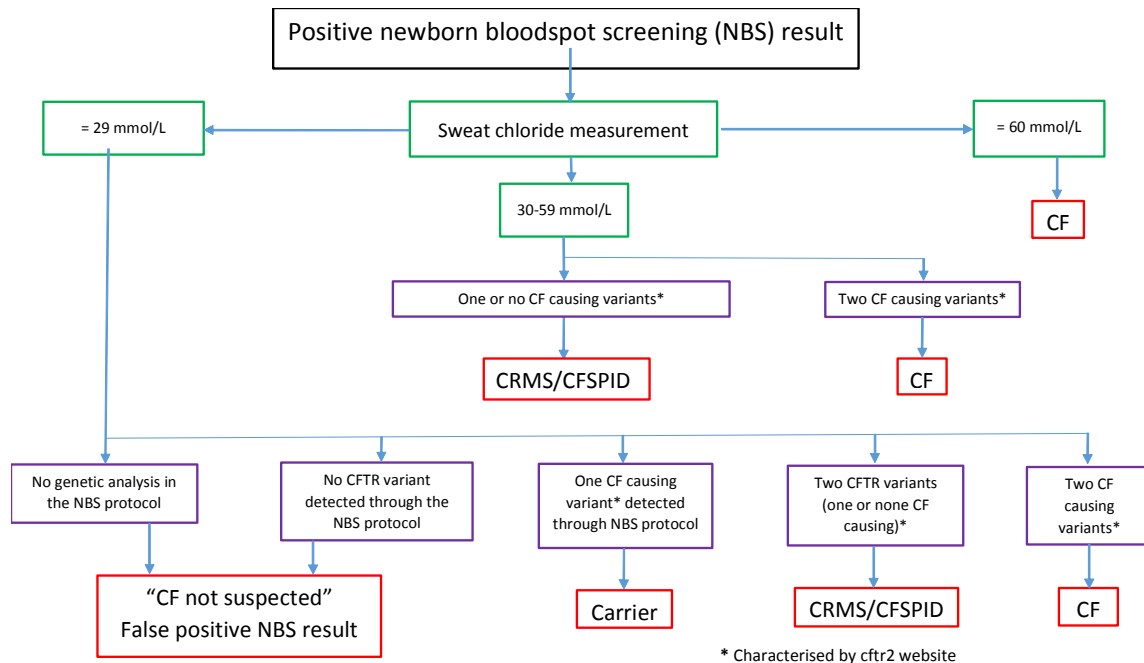 Positive newborn bloodspot screening (NBS) result
= 29 mmol/L
Sweat chloride measurement
= 60 mmol/L
30-59 mmol/L
CF
One or no CF causing variants*
Two CF causing variants*
CRMS/CFSPID
CF
No genetic analysis in
the NBS protocol
No CFTR variant
detected through the
NBS protocol
One CF causing
variant* detected
through NBS protocol
Two CFTR variants
(one or none CF
causing)*
Two CF
causing
variants*
“CF not suspected”
False positive NBS result
Carrier
CRMS/CFSPID
CF
* Characterised by cftr2 website